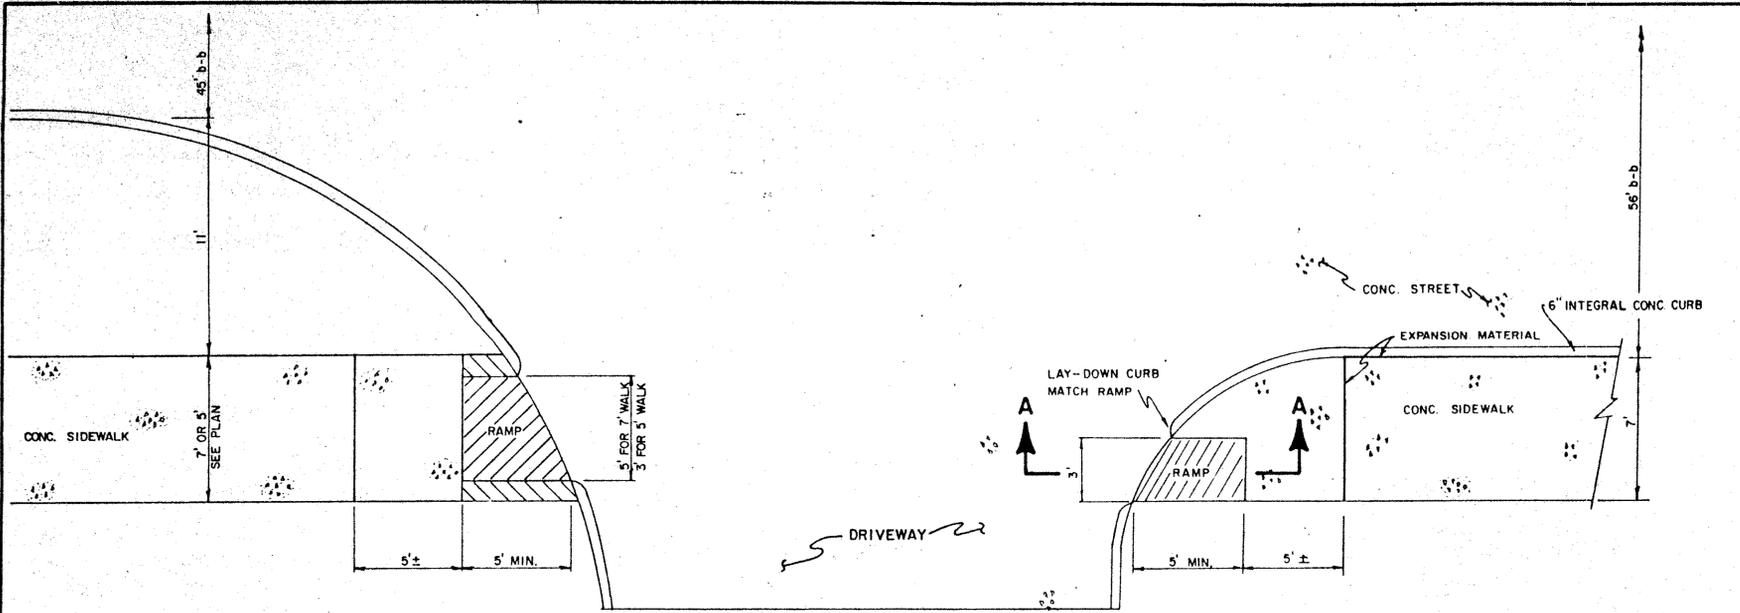 45' b-b
56' b-b
11'
CONC. STREET
6" INTEGRAL CONC. CURB
EXPANSION MATERIAL
LAY-DOWN CURB
MATCH RAMP
A
A
CONC. SIDEWALK
7' OR 5'
SEE PLAN
RAMP
5' FOR 7' WALK
3' FOR 5' WALK
3'
RAMP
CONC. SIDEWALK
7'
5'±
5' MIN.
DRIVEWAY
5' MIN.
5' ±